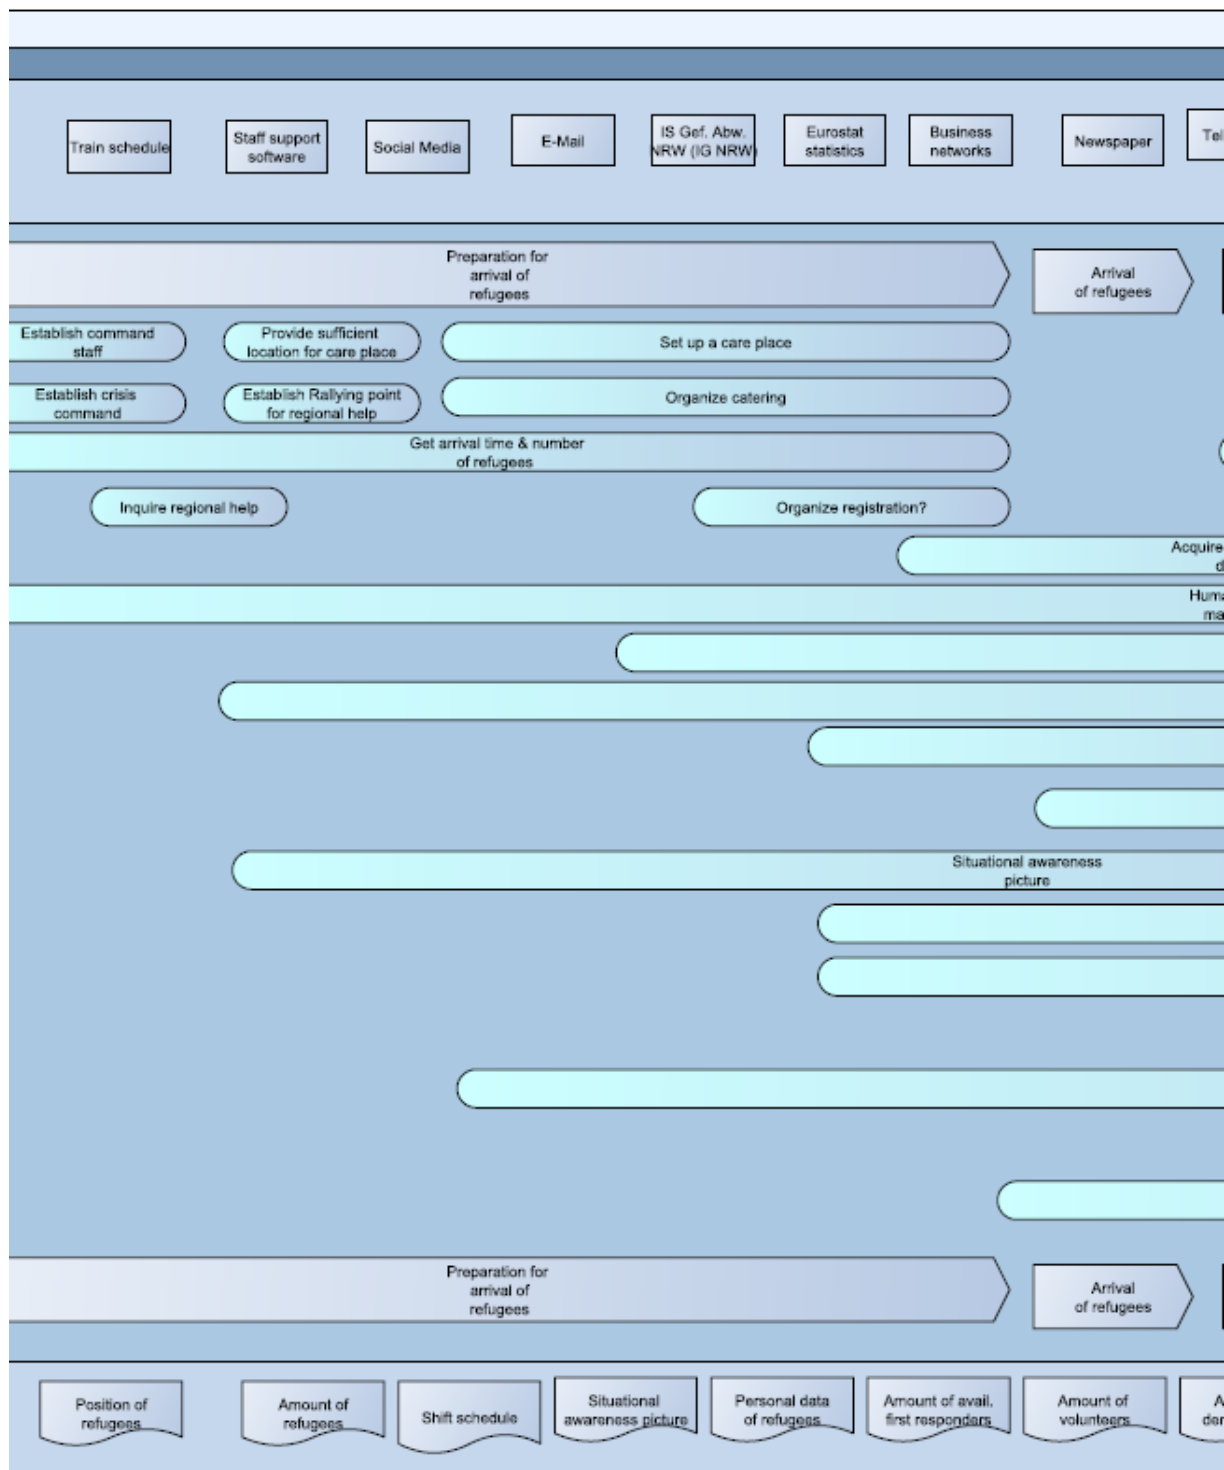 Train schedule
Staff support
software
Social Media
E-Mail
IS Gef. Abw.
NRW (IG NRW)
Eurostat
statistics
Business
networks
Newspaper
Tel
Preparation for
arrival of
refugees
Arrival
of refugees
Establish command
staff
Provide sufficient
location for care place
Set up a care place
Establish crisis
command
Establish Rallying point
for regional help
Organize catering
Get arrival time & number
of refugees
Inquire regional help
Organize registration?
Acquire
d
Huma
ma
Situational awareness
picture
Preparation for
arrival of
refugees
Arrival
of refugees
Position of
refugees
Amount of
refugees
Shift schedule
Situational
awareness picture
Personal data
of refugees
Amount of avail.
first responders
Amount of
volunteers
A
der